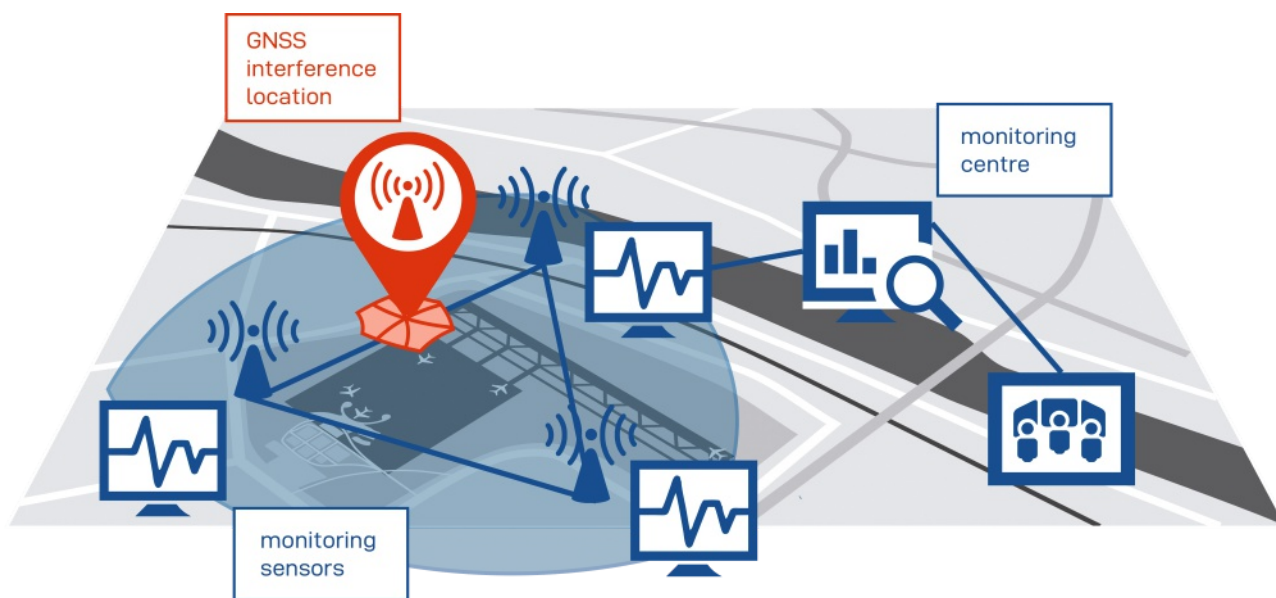 GNSS
interference
location
monitoring
centre
monitoring
sensors